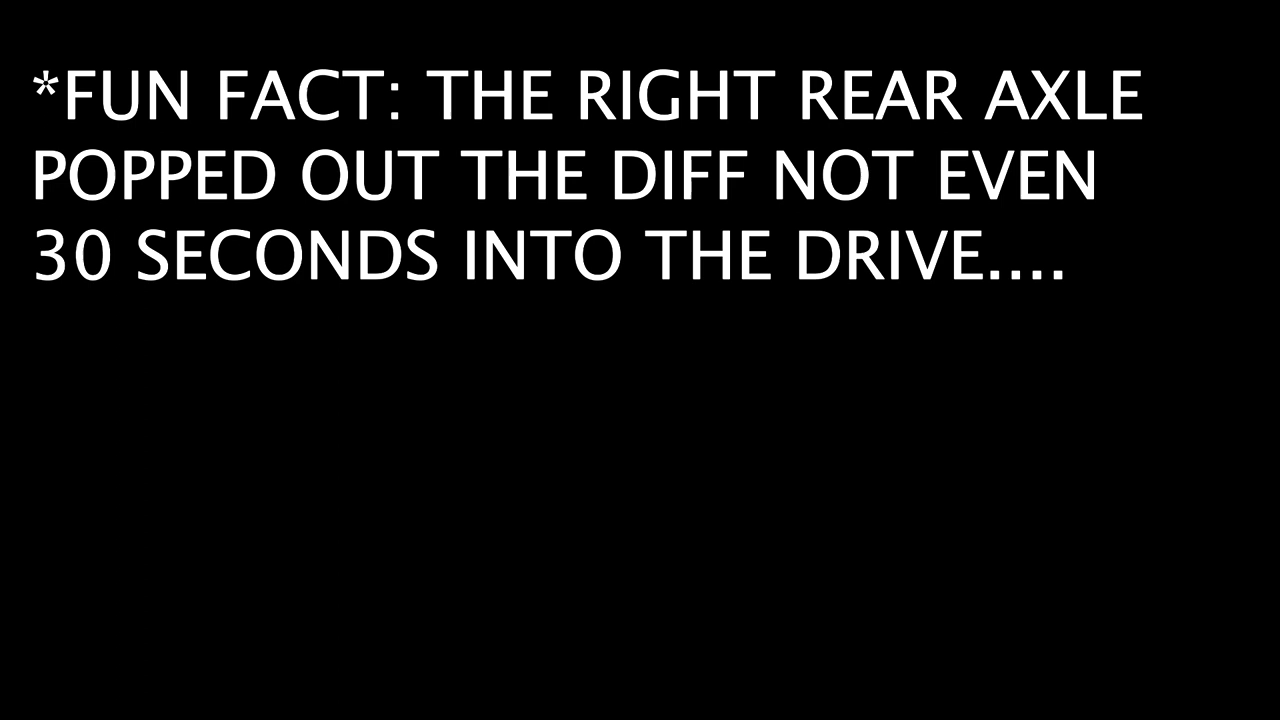 *FUN FACT: THE RIGHT REAR AXLE
POPPED OUT THE DIFF NOT EVEN
30 SECONDS INTO THE DRIVE....